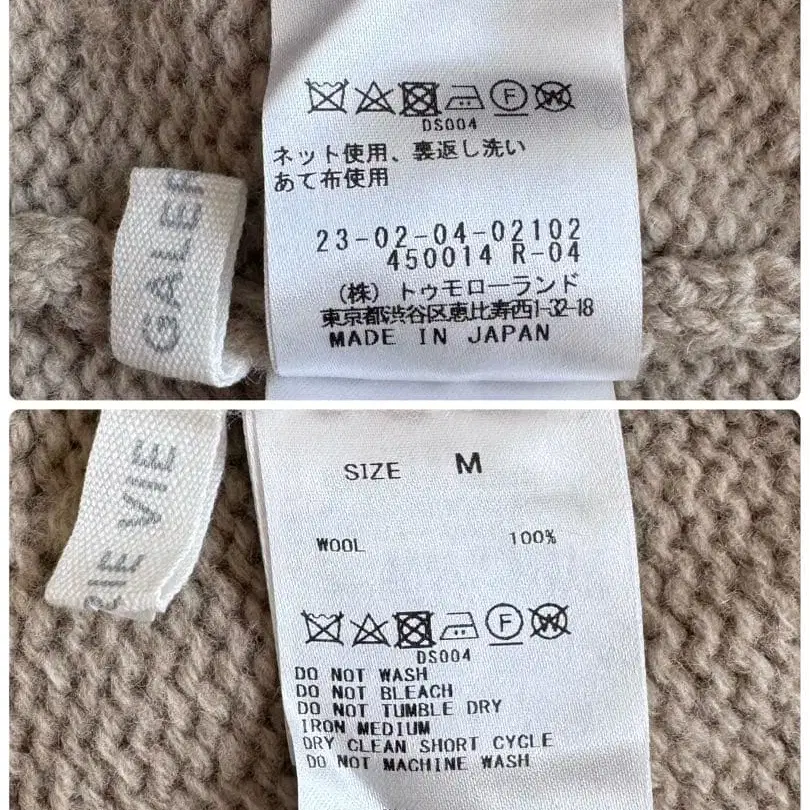 GALER
F W
DS004
ネット使用、裏返し洗い
あて布使用
23-02-04-02102
450014 R-04
(株) トゥモローランド
東京都渋谷区恵比寿西1-32-18
MADE IN JAPAN
RIE VIE
SIZE M
WOOL 100%
F W
DS004
DO NOT WASH
DO NOT BLEACH
DO NOT TUMBLE DRY
IRON MEDIUM
DRY CLEAN SHORT CYCLE
DO NOT MACHINE WASH